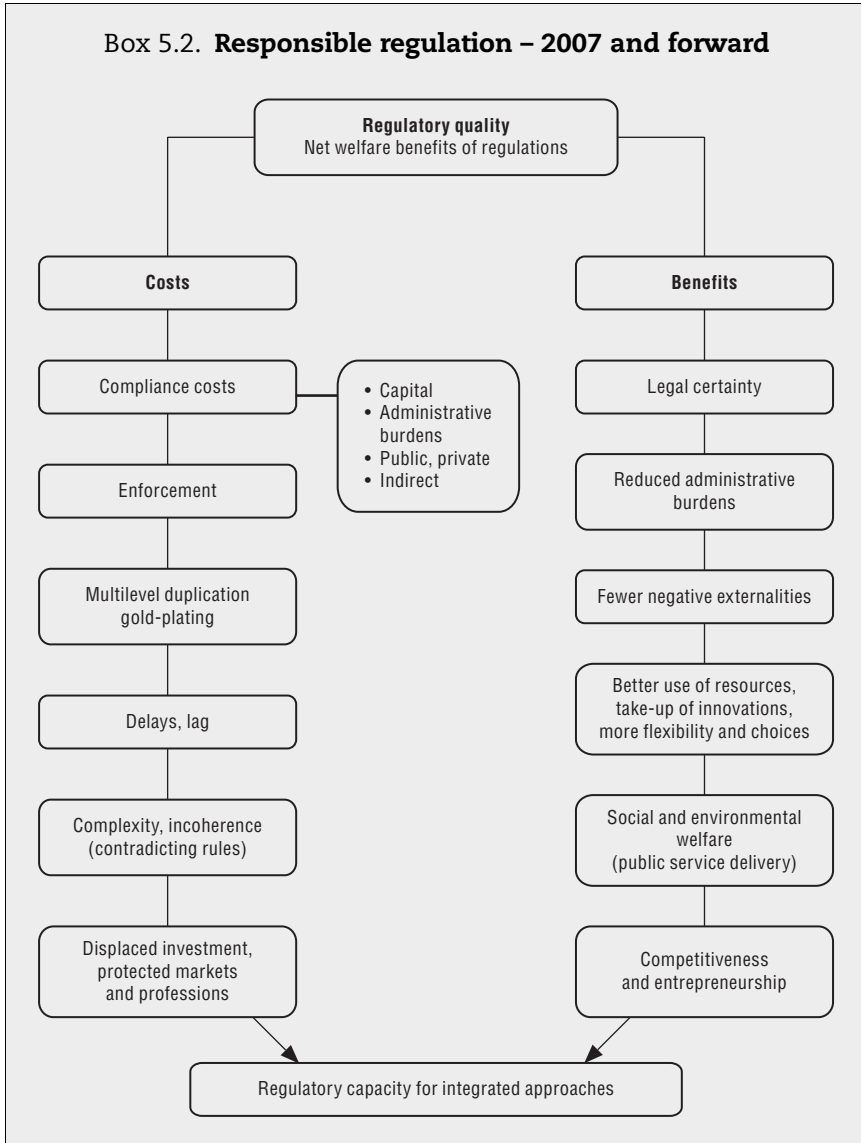 Box 5.2. Responsible regulation – 2007 and forward
Regulatory quality
Net welfare benefits of regulations
Costs
Compliance costs
• Capital
• Administrative
burdens
• Public, private
• Indirect
Enforcement
Multilevel duplication
gold-plating
Delays, lag
Complexity, incoherence
(contradicting rules)
Displaced investment,
protected markets
and professions
Benefits
Legal certainty
Reduced administrative
burdens
Fewer negative externalities
Better use of resources,
take-up of innovations,
more flexibility and choices
Social and environmental
welfare
(public service delivery)
Competitiveness
and entrepreneurship
Regulatory capacity for integrated approaches